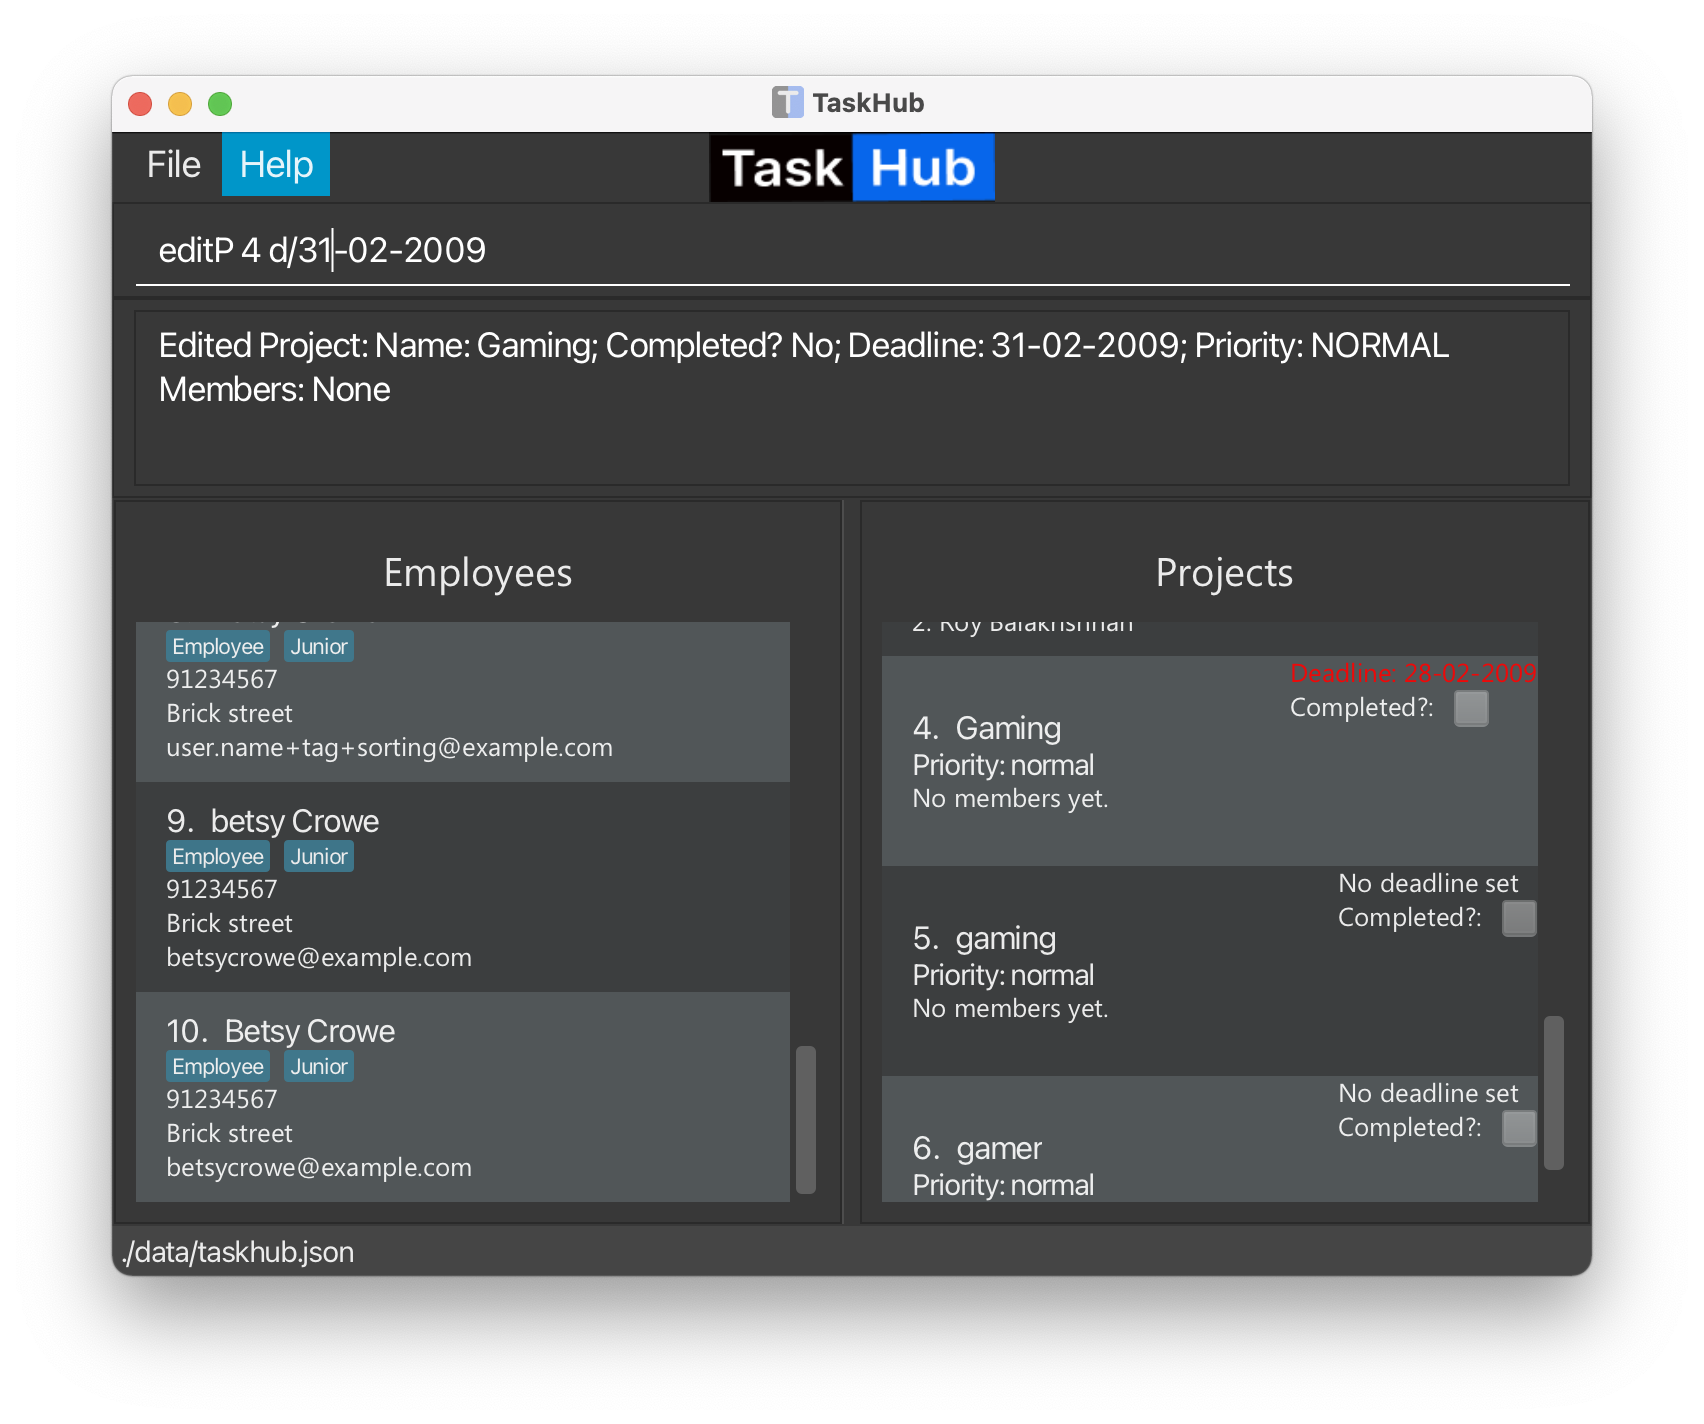 TaskHub
File Help Task Hub
editP 4 d/31-02-2009
Edited Project: Name: Gaming; Completed? No; Deadline: 31-02-2009; Priority: NORMAL
Members: None
Employees
Employee Junior
91234567
Brick street
user.name+tag+sorting@example.com
9. betsy Crowe
Employee Junior
91234567
Brick street
betsycrowe@example.com
10. Betsy Crowe
Employee Junior
91234567
Brick street
betsycrowe@example.com
Projects
2. Roy Balakrishnan
Deadline: 28-02-2009
Completed?:
4. Gaming
Priority: normal
No members yet.
No deadline set
Completed?:
5. gaming
Priority: normal
No members yet.
No deadline set
Completed?:
6. gamer
Priority: normal
./data/taskhub.json